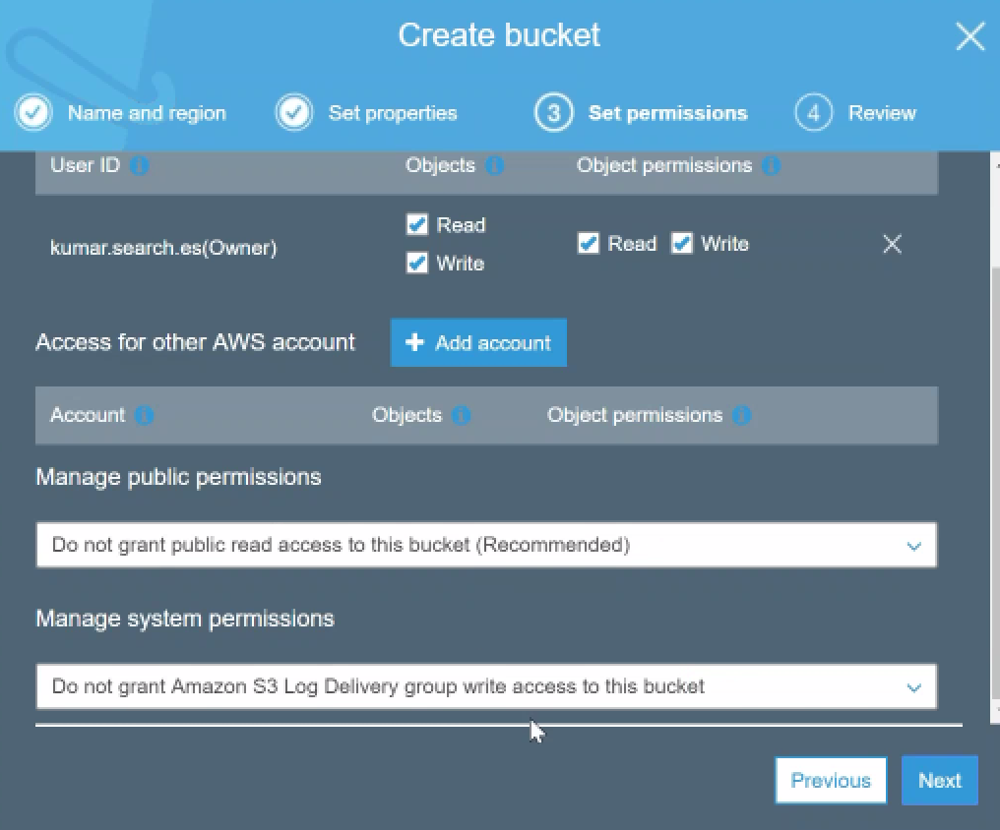 Create bucket
Name and region Set properties 3 Set permissions 4 Review
User ID Objects Object permissions
Read
kumar.search.es(Owner) Read Write
Write
Access for other AWS account + Add account
Account Objects Object permissions
Manage public permissions
Do not grant public read access to this bucket (Recommended)
Manage system permissions
Do not grant Amazon S3 Log Delivery group write access to this bucket
Previous Next